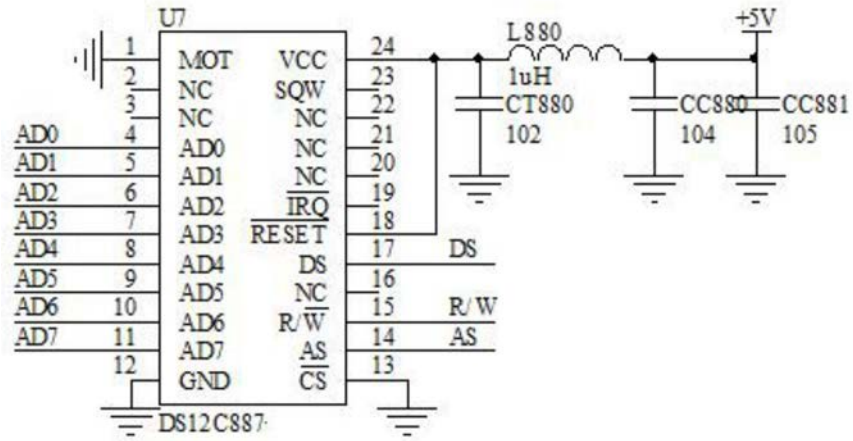 U7
+5V
1 MOT VCC 24 L880
2 NC SQW 23 1uH
3 NC NC 22 CT880 CC880 CC881
AD0 4 AD0 NC 21 102 104 105
AD1 5 AD1 NC 20
AD2 6 AD2 IRQ 19
AD3 7 AD3 RESET 18
AD4 8 AD4 DS 17 DS
AD5 9 AD5 NC 16
AD6 10 AD6 R/W 15 R/W
AD7 11 AD7 AS 14 AS
12 GND CS 13
DS12C887